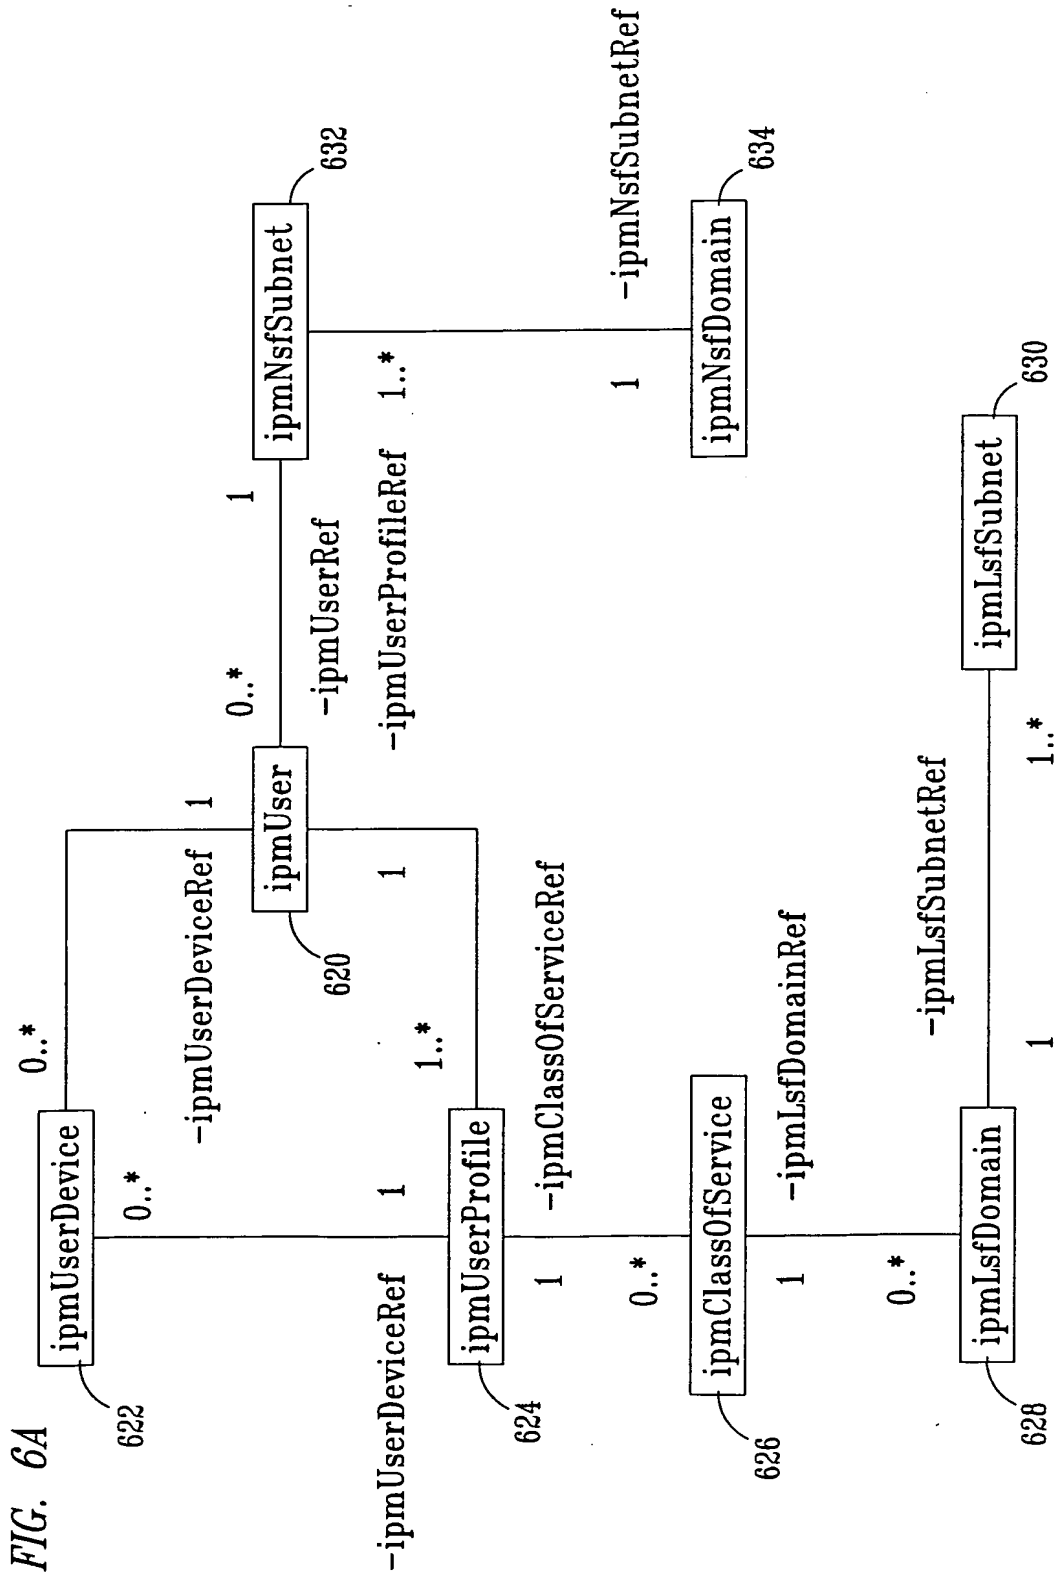 FIG. 6A
622
ipmUserDevice
0..*
0..*
-ipmUserDeviceRef
1
620
ipmUser
0..*
1
ipmNsfSubnet
632
-ipmUserRef
-ipmUserDeviceRef
1
1
-ipmUserProfileRef
1..*
1..*
624
ipmUserProfile
1
-ipmClassOfServiceRef
0..*
1
-ipmNsfSubnetRef
626
ipmClassOfService
ipmNsfDomain
634
1
-ipmLsfDomainRef
0..*
-ipmLsfSubnetRef
628
ipmLsfDomain
ipmLsfSubnet
630
1
1..*